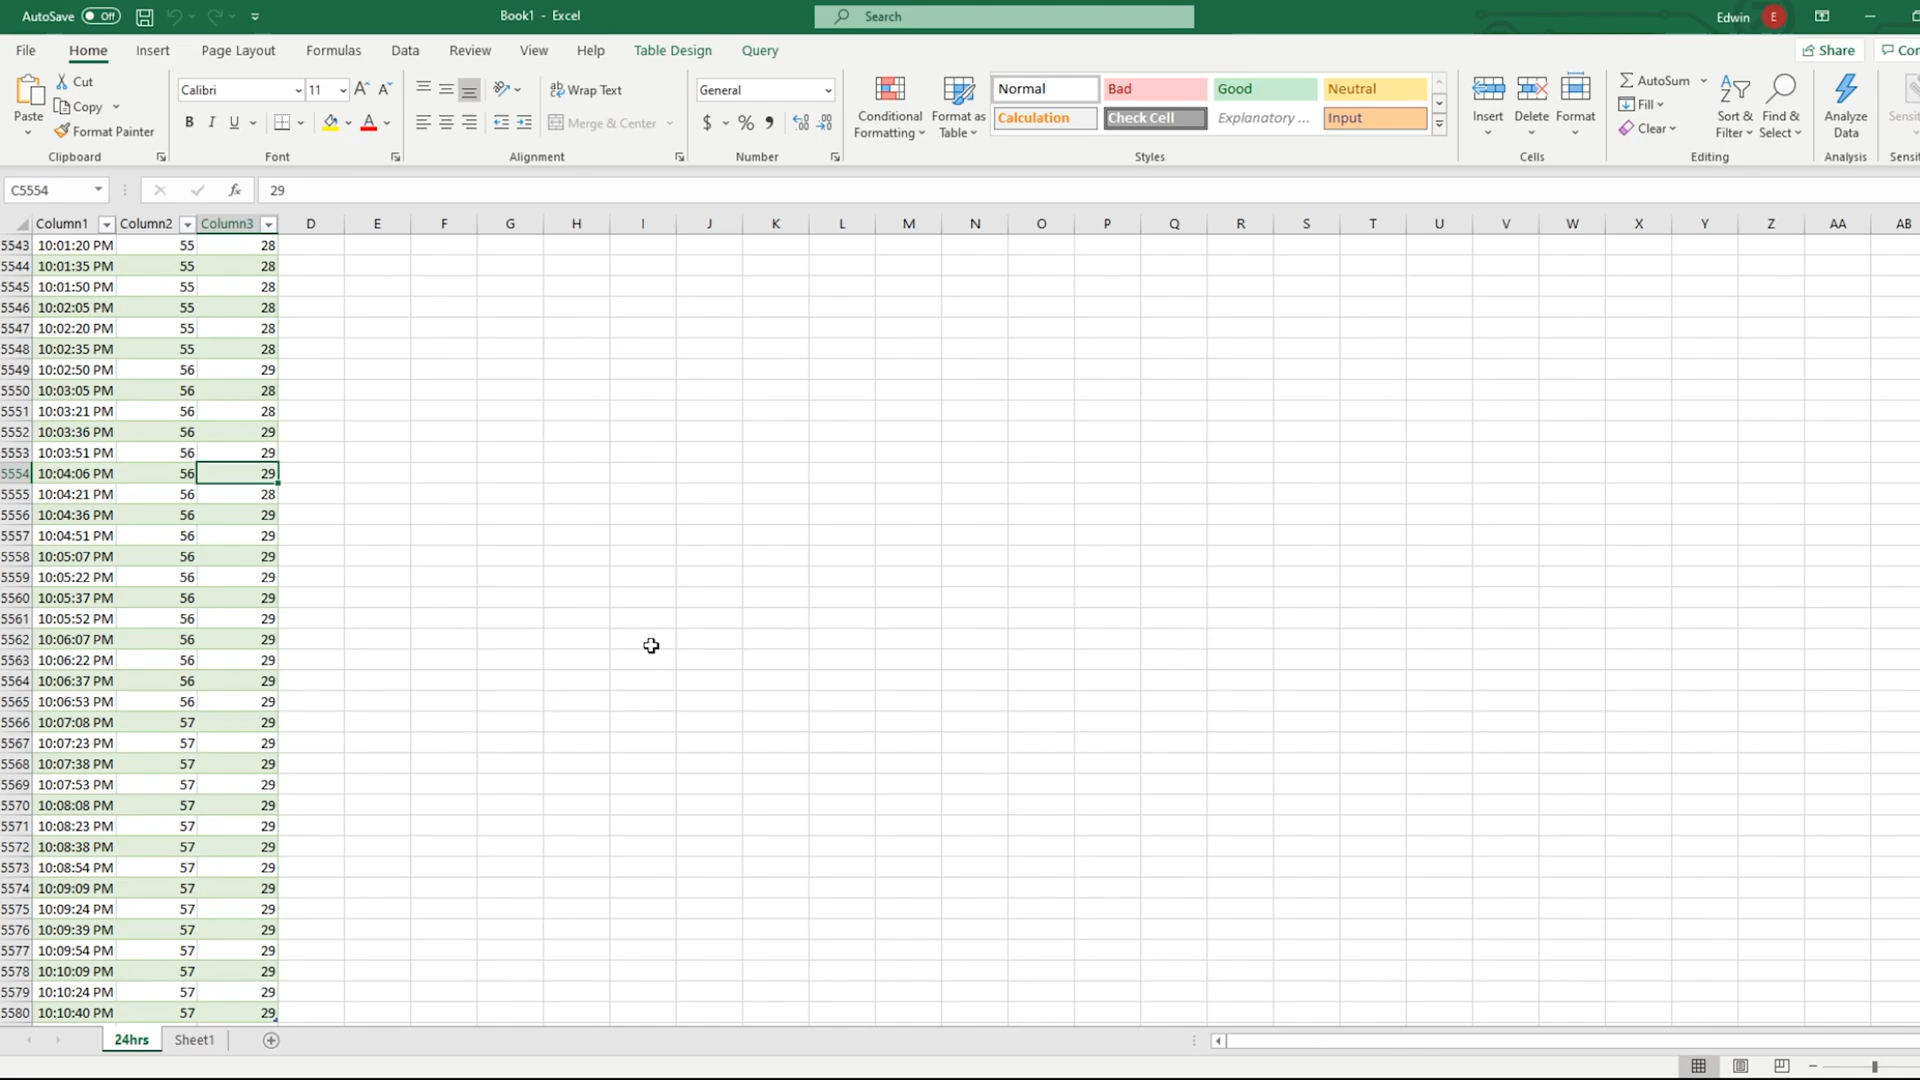 AutoSave Off Book1 - Excel Search Edwin E
File Home Insert Page Layout Formulas Data Review View Help Table Design Query Share
Paste Cut Copy Format Painter
Calibri 11 B I U
Wrap Text Merge & Center
General $ % ,
Conditional Formatting Format as Table
Normal Bad Good Neutral
Calculation Check Cell Explanatory ... Input
Insert Delete Format
AutoSum Fill Clear
Sort & Filter Find & Select Analyze Data
Clipboard Font Alignment Number Styles Cells Editing Analysis
C5554 fx 29
Column1 Column2 Column3 D E F G H I J K L M N O P Q R S T U V W X Y Z AA AB
5543 10:01:20 PM 55 28
5544 10:01:35 PM 55 28
5545 10:01:50 PM 55 28
5546 10:02:05 PM 55 28
5547 10:02:20 PM 55 28
5548 10:02:35 PM 55 28
5549 10:02:50 PM 56 29
5550 10:03:05 PM 56 28
5551 10:03:21 PM 56 28
5552 10:03:36 PM 56 29
5553 10:03:51 PM 56 29
5554 10:04:06 PM 56 29
5555 10:04:21 PM 56 28
5556 10:04:36 PM 56 29
5557 10:04:51 PM 56 29
5558 10:05:07 PM 56 29
5559 10:05:22 PM 56 29
5560 10:05:37 PM 56 29
5561 10:05:52 PM 56 29
5562 10:06:07 PM 56 29
5563 10:06:22 PM 56 29
5564 10:06:37 PM 56 29
5565 10:06:53 PM 56 29
5566 10:07:08 PM 57 29
5567 10:07:23 PM 57 29
5568 10:07:38 PM 57 29
5569 10:07:53 PM 57 29
5570 10:08:08 PM 57 29
5571 10:08:23 PM 57 29
5572 10:08:38 PM 57 29
5573 10:08:54 PM 57 29
5574 10:09:09 PM 57 29
5575 10:09:24 PM 57 29
5576 10:09:39 PM 57 29
5577 10:09:54 PM 57 29
5578 10:10:09 PM 57 29
5579 10:10:24 PM 57 29
5580 10:10:40 PM 57 29
24hrs Sheet1